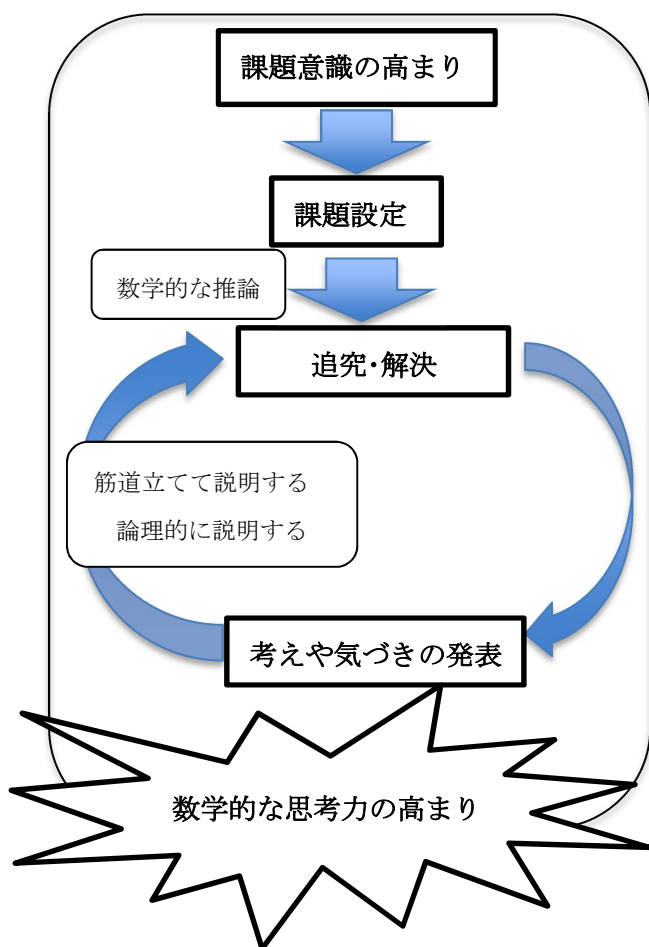 課題意識の高まり
課題設定
数学的な推論
追究・解決
筋道立てて説明する
論理的に説明する
考えや気づきの発表
数学的な思考力の高まり